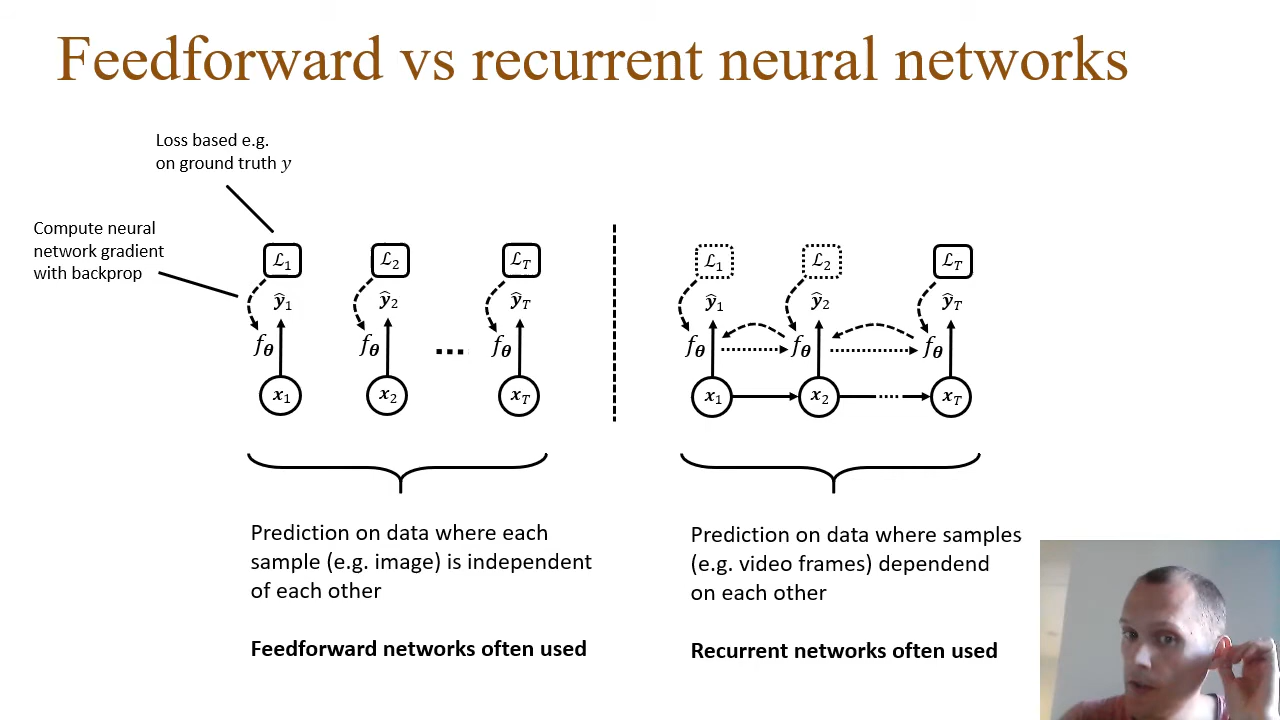 Feedforward vs recurrent neural networks
Loss based e.g.
on ground truth y
Compute neural
network gradient
with backprop
ℒ₁ ℒ₂ ℒ_T
ŷ₁ ŷ₂ ŷ_T
f_θ f_θ ... f_θ
x₁ x₂ x_T
Prediction on data where each
sample (e.g. image) is independent
of each other
Feedforward networks often used
ℒ₁ ℒ₂ ℒ_T
ŷ₁ ŷ₂ ŷ_T
f_θ f_θ f_θ
x₁ x₂ x_T
Prediction on data where samples
(e.g. video frames) dependend
on each other
Recurrent networks often used